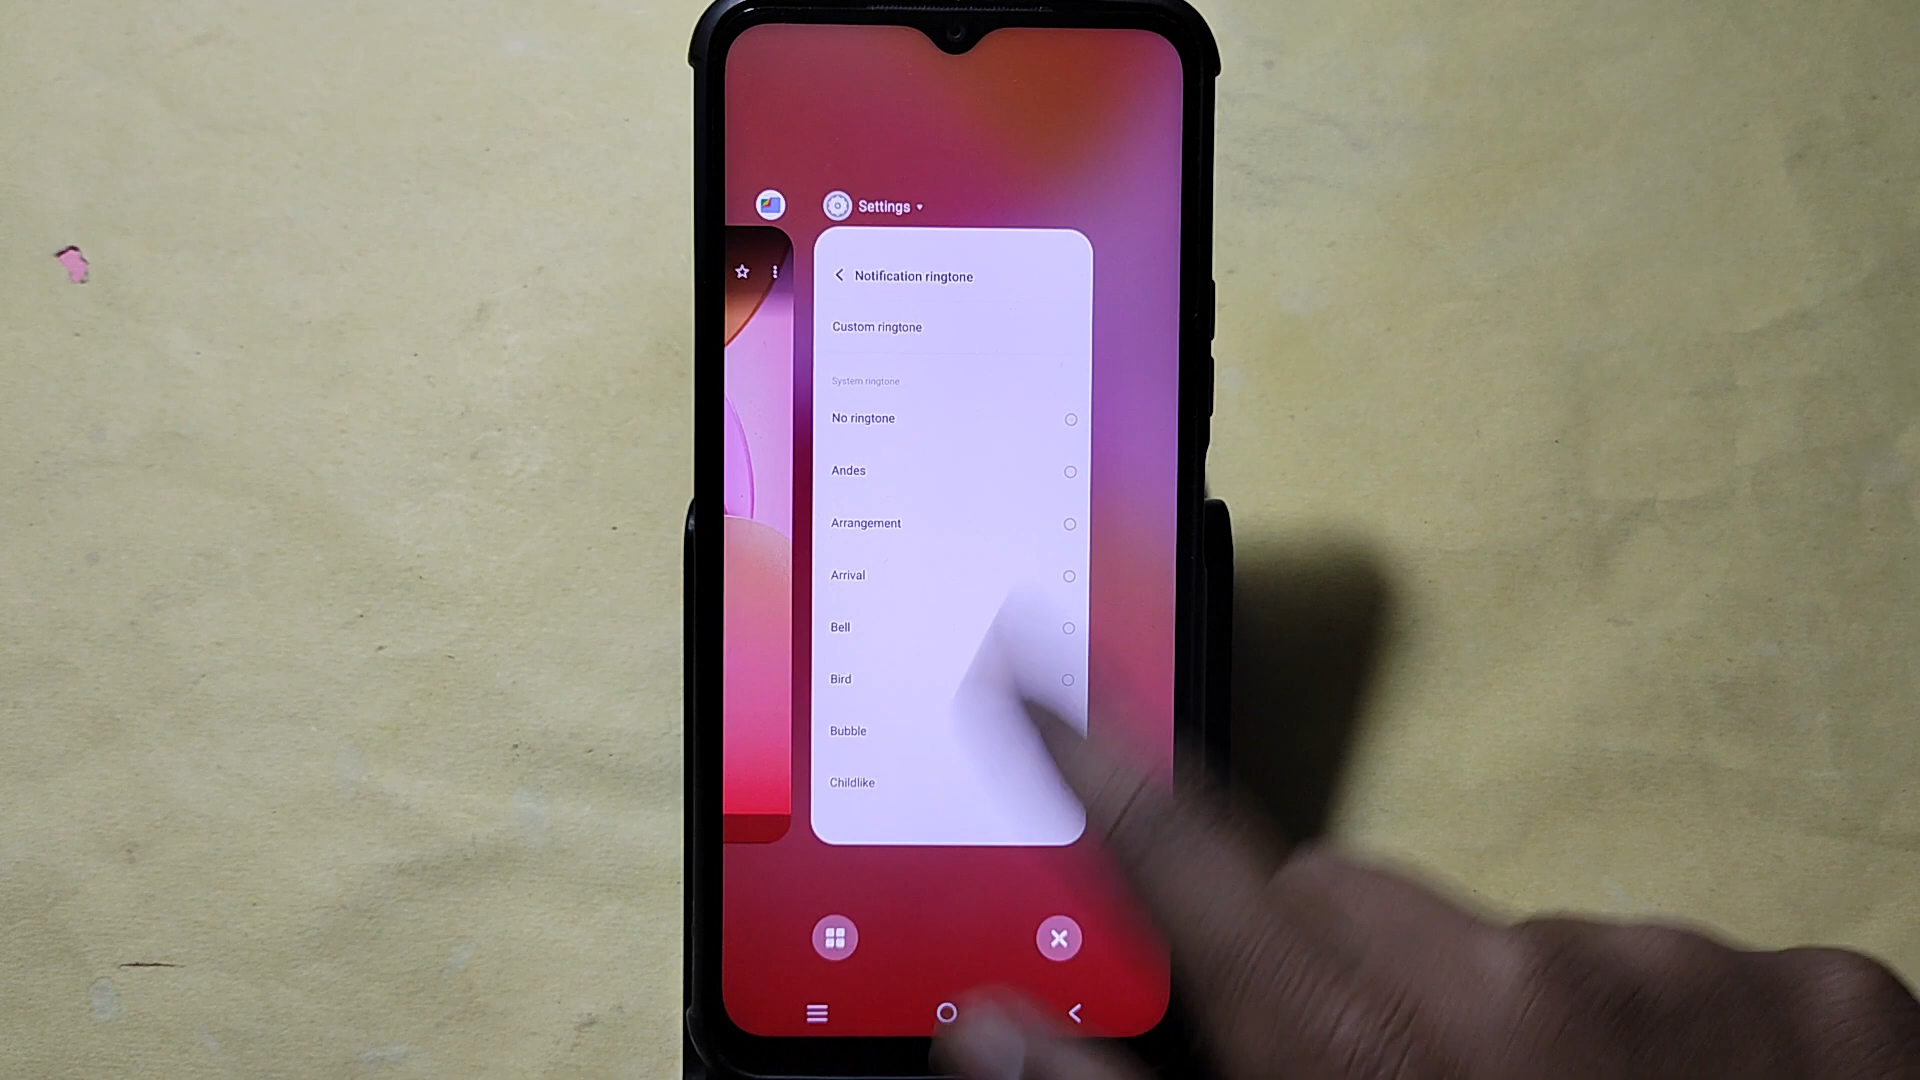 Settings
Notification ringtone
Custom ringtone
System ringtone
No ringtone
Andes
Arrangement
Arrival
Bell
Bird
Bubble
Childlike